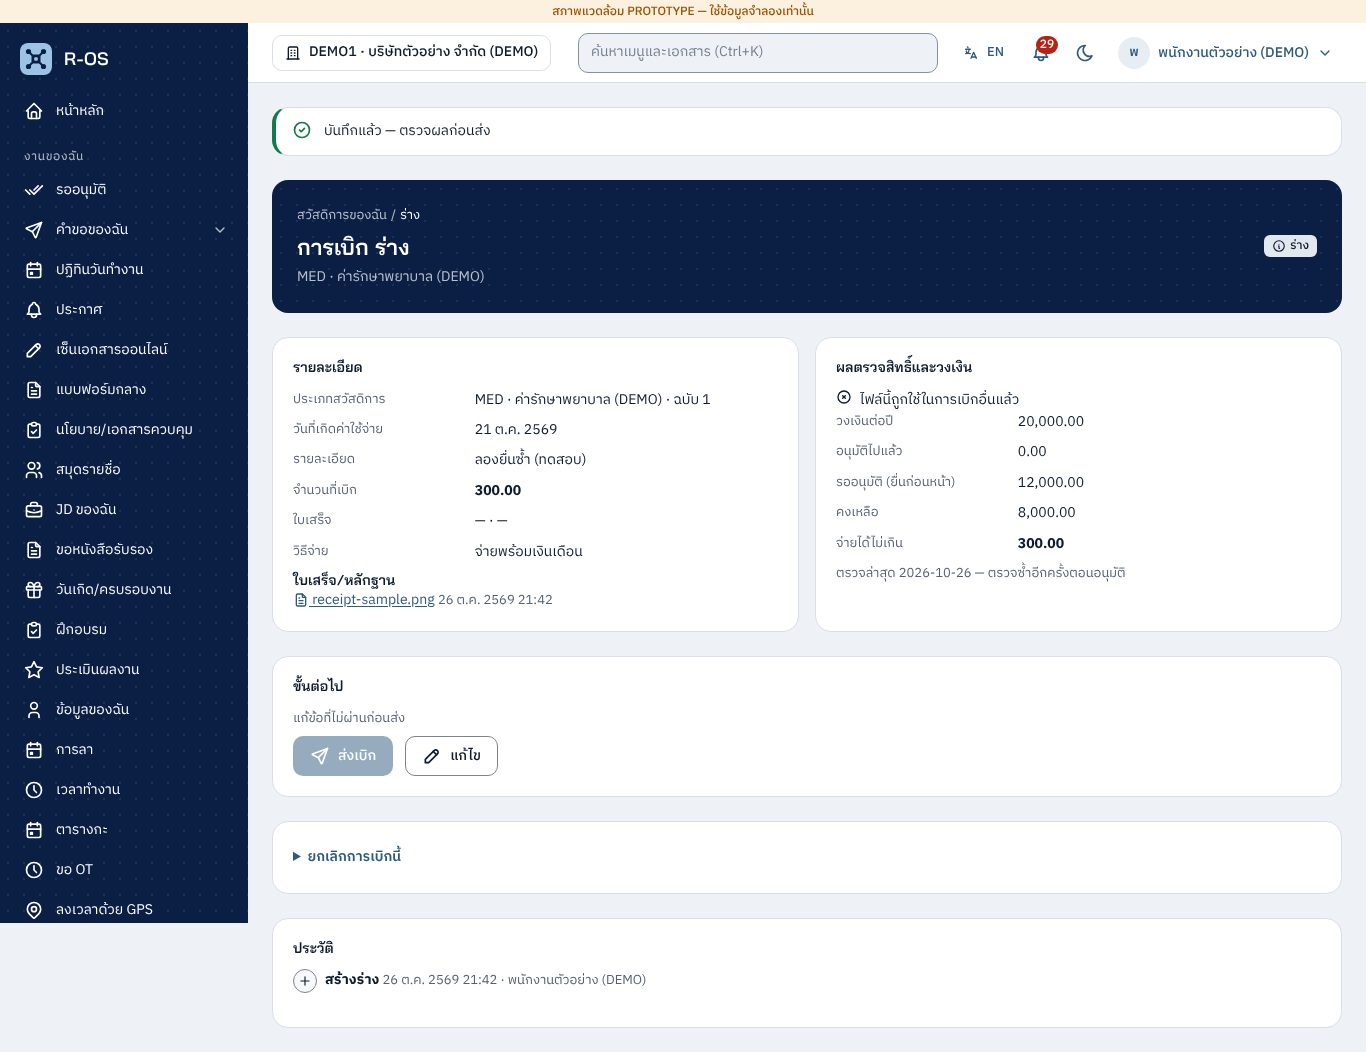 สภาพแวดล้อม PROTOTYPE — ใช้ข้อมูลจำลองเท่านั้น
R-OS
DEMO1 · บริษัทตัวอย่าง จำกัด (DEMO)
ค้นหาเมนูและเอกสาร (Ctrl+K)
EN
29
พ
พนักงานตัวอย่าง (DEMO)
หน้าหลัก
งานของฉัน
รออนุมัติ
คำขอของฉัน
ปฏิทินวันทำงาน
ประกาศ
เซ็นเอกสารออนไลน์
แบบฟอร์มกลาง
นโยบาย/เอกสารควบคุม
สมุดรายชื่อ
JD ของฉัน
ขอหนังสือรับรอง
วันเกิด/ครบรอบงาน
ฝึกอบรม
ประเมินผลงาน
ข้อมูลของฉัน
การลา
เวลาทำงาน
ตารางกะ
ขอ OT
ลงเวลาด้วย GPS
บันทึกแล้ว — ตรวจผลก่อนส่ง
สวัสดิการของฉัน / ร่าง
การเบิก ร่าง
MED · ค่ารักษาพยาบาล (DEMO)
ร่าง
รายละเอียด
ประเภทสวัสดิการ MED · ค่ารักษาพยาบาล (DEMO) · ฉบับ 1
วันที่เกิดค่าใช้จ่าย 21 ต.ค. 2569
รายละเอียด ลองยื่นซ้ำ (ทดสอบ)
จำนวนที่เบิก 300.00
ใบเสร็จ — · —
วิธีจ่าย จ่ายพร้อมเงินเดือน
ใบเสร็จ/หลักฐาน
receipt-sample.png 26 ต.ค. 2569 21:42
ผลตรวจสิทธิ์และวงเงิน
ไฟล์นี้ถูกใช้ในการเบิกอื่นแล้ว
วงเงินต่อปี 20,000.00
อนุมัติไปแล้ว 0.00
รออนุมัติ (ยื่นก่อนหน้า) 12,000.00
คงเหลือ 8,000.00
จ่ายได้ไม่เกิน 300.00
ตรวจล่าสุด 2026-10-26 — ตรวจซ้ำอีกครั้งตอนอนุมัติ
ขั้นต่อไป
แก้ข้อที่ไม่ผ่านก่อนส่ง
ส่งเบิก
แก้ไข
ยกเลิกการเบิกนี้
ประวัติ
สร้างร่าง 26 ต.ค. 2569 21:42 · พนักงานตัวอย่าง (DEMO)